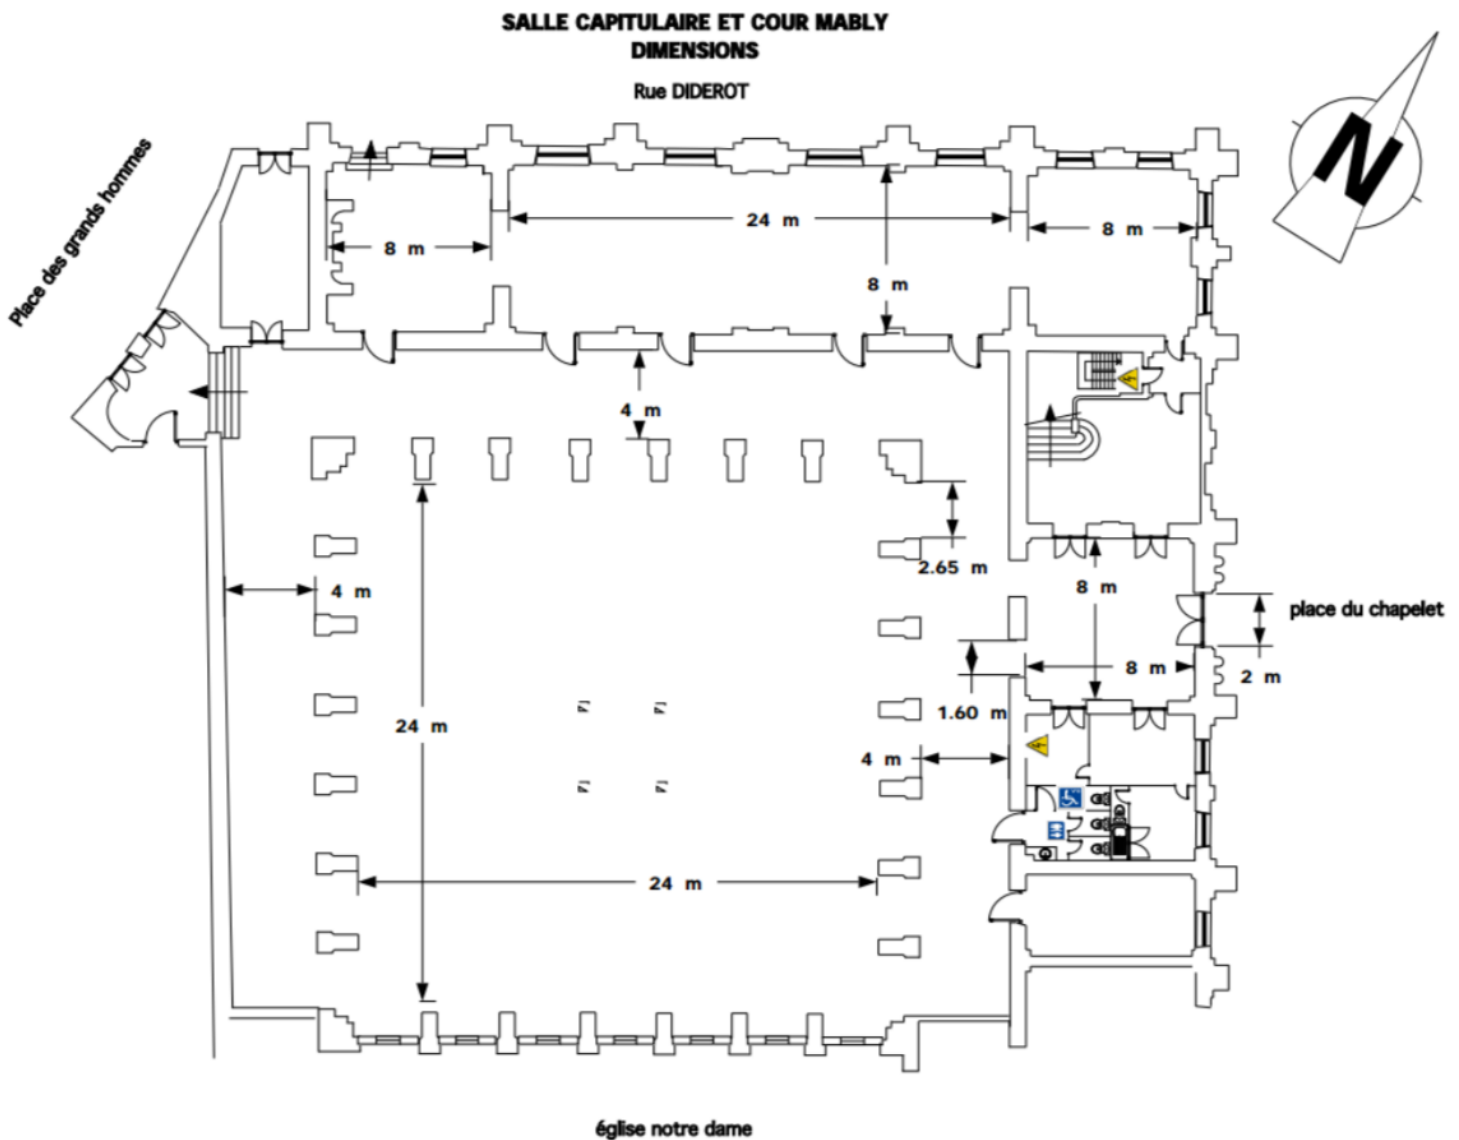 SALLE CAPITULAIRE ET COUR MABLY
DIMENSIONS
Rue DIDEROT
Place des grands hommes
N
24 m
8 m
8 m
8 m
4 m
2.65 m
4 m
8 m
place du chapelet
8 m
2 m
1.60 m
24 m
4 m
24 m
église notre dame